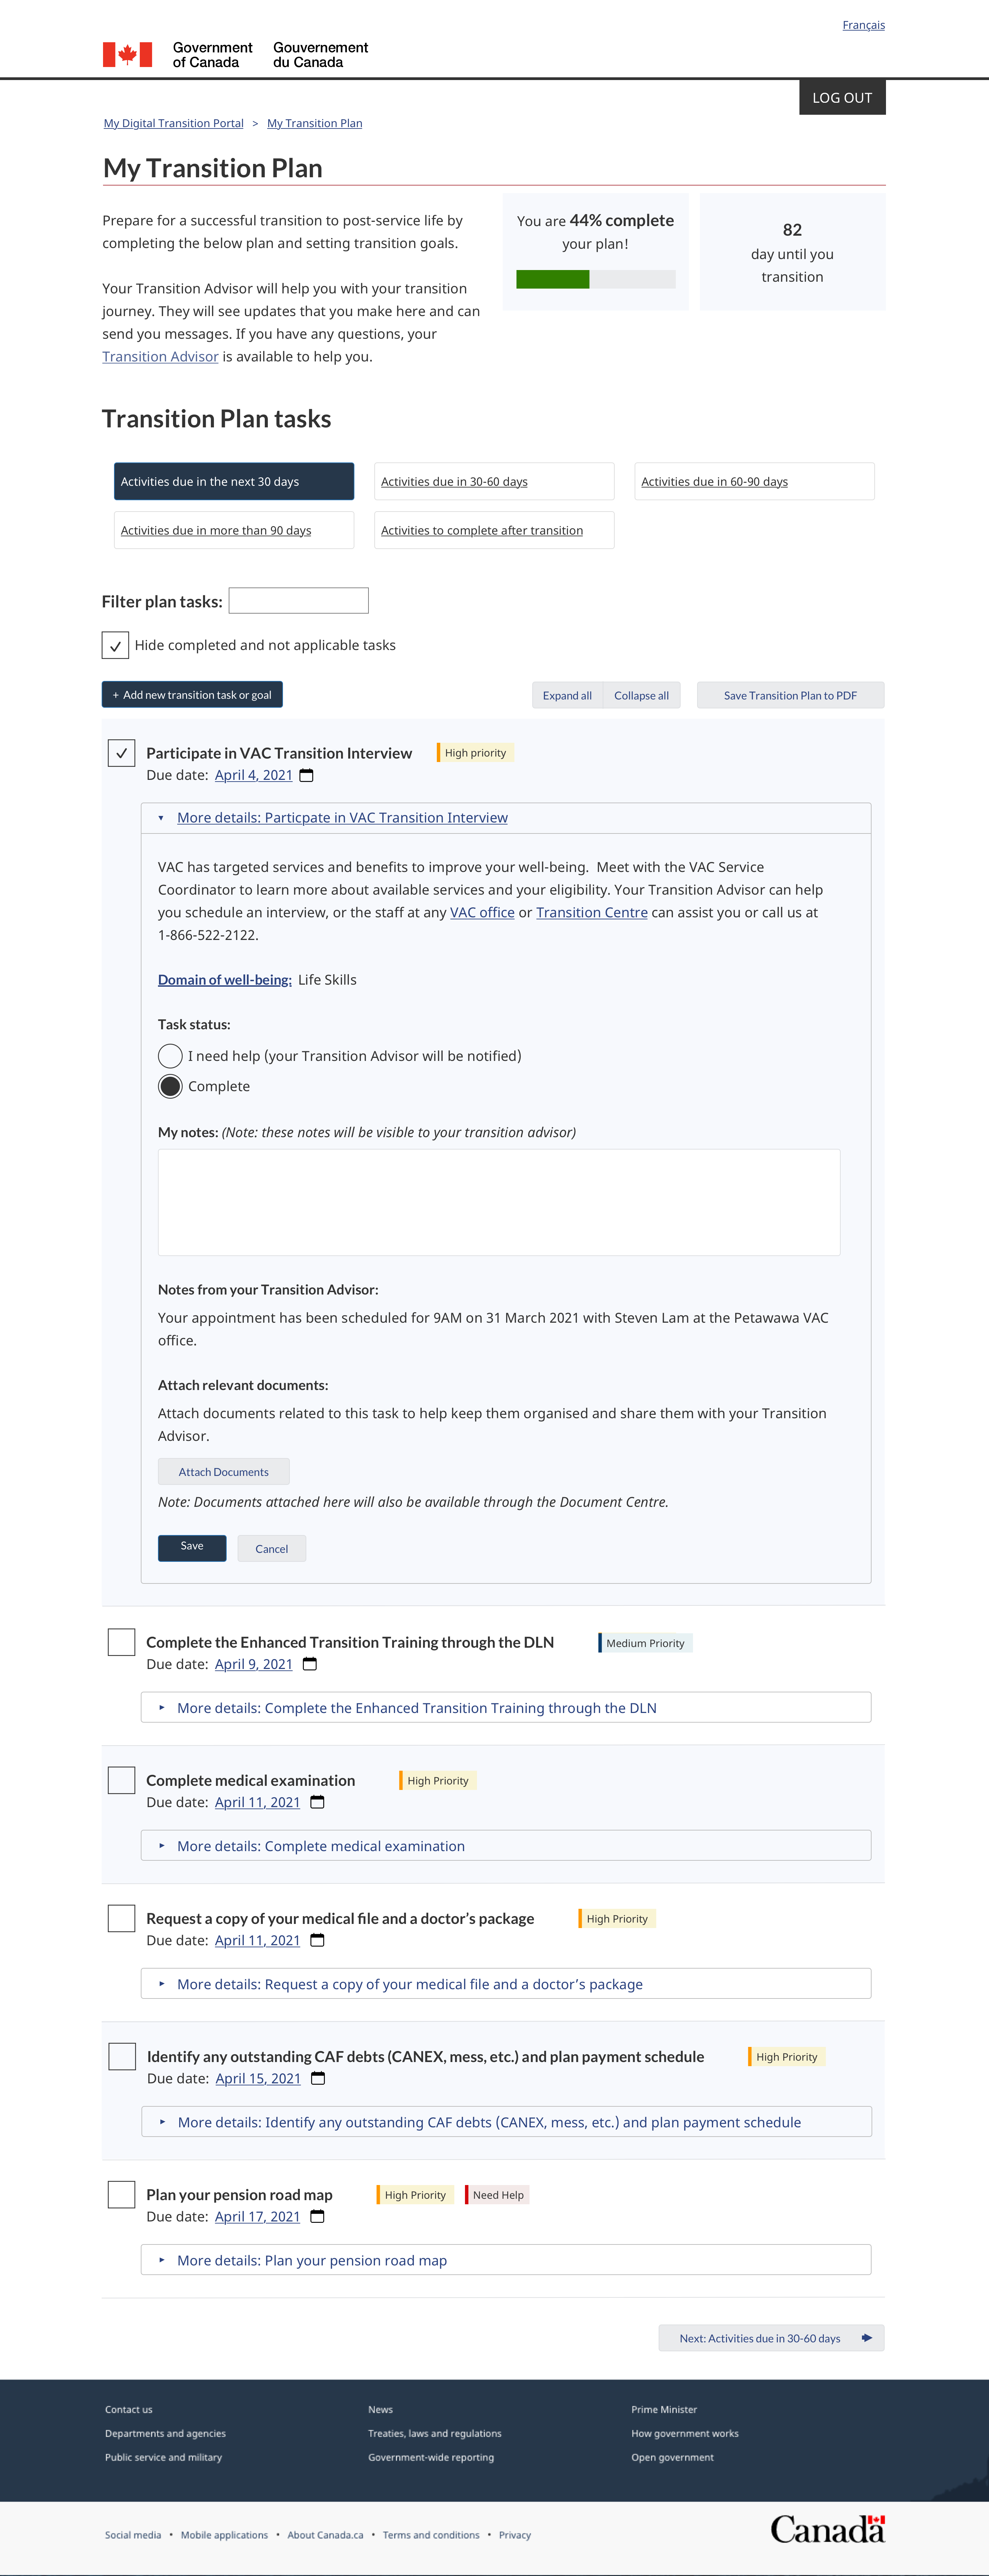 Français
Government of Canada
Gouvernement du Canada
LOG OUT
My Digital Transition Portal > My Transition Plan
My Transition Plan
Prepare for a successful transition to post-service life by
completing the below plan and setting transition goals.
Your Transition Advisor will help you with your transition
journey. They will see updates that you make here and can
send you messages. If you have any questions, your
Transition Advisor is available to help you.
You are 44% complete
your plan!
82
day until you
transition
Transition Plan tasks
Activities due in the next 30 days
Activities due in 30-60 days
Activities due in 60-90 days
Activities due in more than 90 days
Activities to complete after transition
Filter plan tasks:
Hide completed and not applicable tasks
+ Add new transition task or goal
Expand all
Collapse all
Save Transition Plan to PDF
Participate in VAC Transition Interview
High priority
Due date: April 4, 2021
More details: Particpate in VAC Transition Interview
VAC has targeted services and benefits to improve your well-being. Meet with the VAC Service
Coordinator to learn more about available services and your eligibility. Your Transition Advisor can help
you schedule an interview, or the staff at any VAC office or Transition Centre can assist you or call us at
1-866-522-2122.
Domain of well-being: Life Skills
Task status:
I need help (your Transition Advisor will be notified)
Complete
My notes: (Note: these notes will be visible to your transition advisor)
Notes from your Transition Advisor:
Your appointment has been scheduled for 9AM on 31 March 2021 with Steven Lam at the Petawawa VAC
office.
Attach relevant documents:
Attach documents related to this task to help keep them organised and share them with your Transition
Advisor.
Attach Documents
Note: Documents attached here will also be available through the Document Centre.
Save
Cancel
Complete the Enhanced Transition Training through the DLN
Medium Priority
Due date: April 9, 2021
More details: Complete the Enhanced Transition Training through the DLN
Complete medical examination
High Priority
Due date: April 11, 2021
More details: Complete medical examination
Request a copy of your medical file and a doctor’s package
High Priority
Due date: April 11, 2021
More details: Request a copy of your medical file and a doctor’s package
Identify any outstanding CAF debts (CANEX, mess, etc.) and plan payment schedule
High Priority
Due date: April 15, 2021
More details: Identify any outstanding CAF debts (CANEX, mess, etc.) and plan payment schedule
Plan your pension road map
High Priority
Need Help
Due date: April 17, 2021
More details: Plan your pension road map
Next: Activities due in 30-60 days
Contact us
News
Prime Minister
Departments and agencies
Treaties, laws and regulations
How government works
Public service and military
Government-wide reporting
Open government
Social media • Mobile applications • About Canada.ca • Terms and conditions • Privacy
Canada